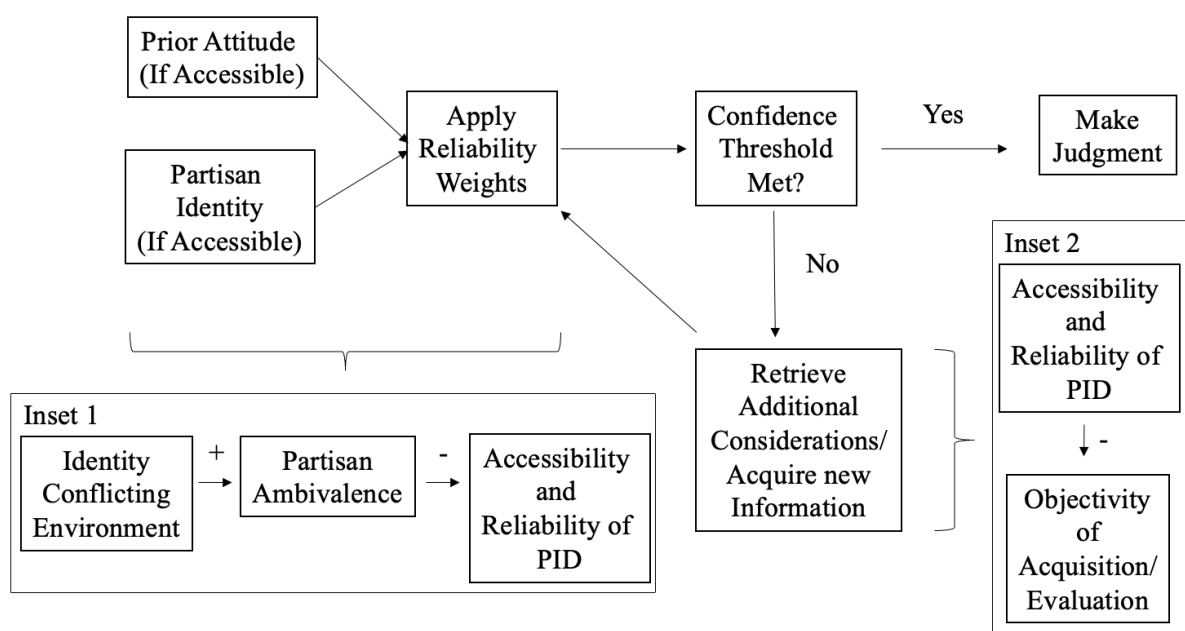 Prior Attitude
(If Accessible)
Partisan
Identity
(If Accessible)
Apply
Reliability
Weights
Confidence
Threshold
Met?
Yes
Make
Judgment
No
Retrieve
Additional
Considerations/
Acquire new
Information
Inset 1
Identity
Conflicting
Environment
+
Partisan
Ambivalence
-
Accessibility
and
Reliability of
PID
Inset 2
Accessibility
and
Reliability of
PID
-
Objectivity
of
Acquisition/
Evaluation